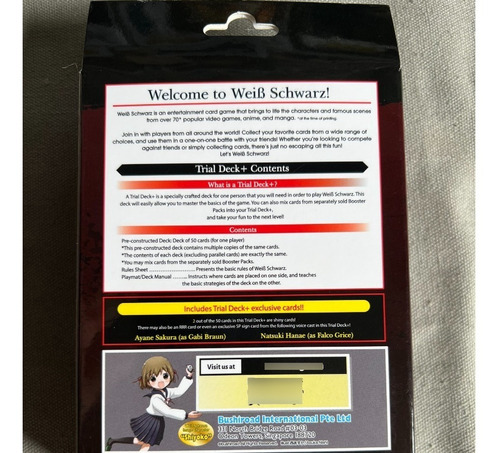 Welcome to Weiß Schwarz!
Weiß Schwarz is an entertainment card game that brings to life the characters and famous scenes
from over 70* popular video games, anime, and manga. *at the time of printing.
Join in with players from all around the world! Collect your favorite cards from a wide range of
choices, and use them in a one-on-one battle with your friends! Whether you're looking to compete
against friends or simply collecting cards, there's just no escaping all this fun!
Let's Weiß Schwarz!
Trial Deck+ Contents
What is a Trial Deck+?
A Trial Deck+ is a specially crafted deck for one person that you will need in order to play Weiß Schwarz. This
deck will easily allow you to master the basics of the game. You can also mix cards from separately sold Booster
Packs into your Trial Deck+,
and take your fun to the next level!
Contents
Pre-constructed Deck: Deck of 50 cards (for one player)
*This pre-constructed deck contains multiple copies of the same cards.
*The contents of each deck (excluding parallel cards) are exactly the same.
*You may mix cards from the separately sold Booster Packs.
Rules Sheet ........................ Presents the basic rules of Weiß Schwarz.
Playmat/Deck Manual ....... Instructs where cards are placed on one side, and teaches
the basic strategies of the deck on the other.
Includes Trial Deck+ exclusive cards!!
2 out of the 50 cards in this Trial Deck+ are shiny cards!
There may also be an RRR card or even an exclusive SP sign card from the following voice cast in this Trial Deck+!
Ayane Sakura (as Gabi Braun) Natsuki Hanae (as Falco Grice)
Visit us at
"Shiyoko"
Bushiroad International Pte Ltd
331 North Bridge Road #03-03
Odeon Towers, Singapore 188720